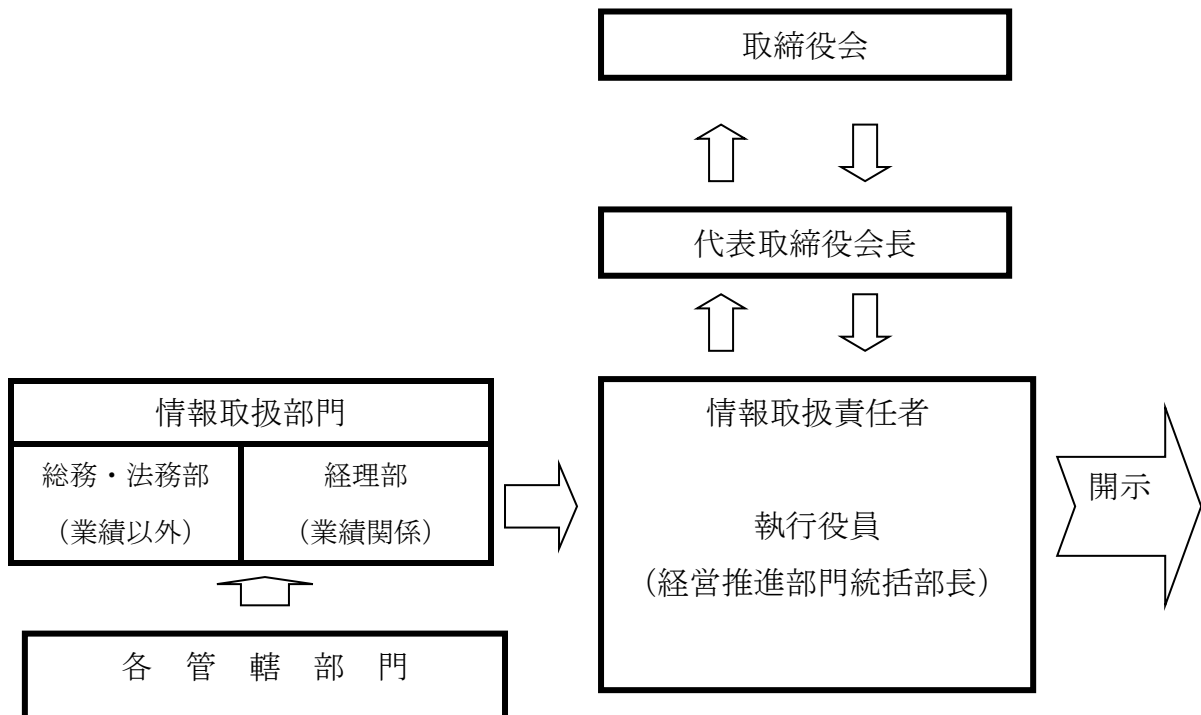 取締役会
代表取締役会長
情報取扱部門
総務・法務部
（業績以外）
経理部
（業績関係）
各管轄部門
情報取扱責任者
執行役員
（経営推進部門統括部長）
開示